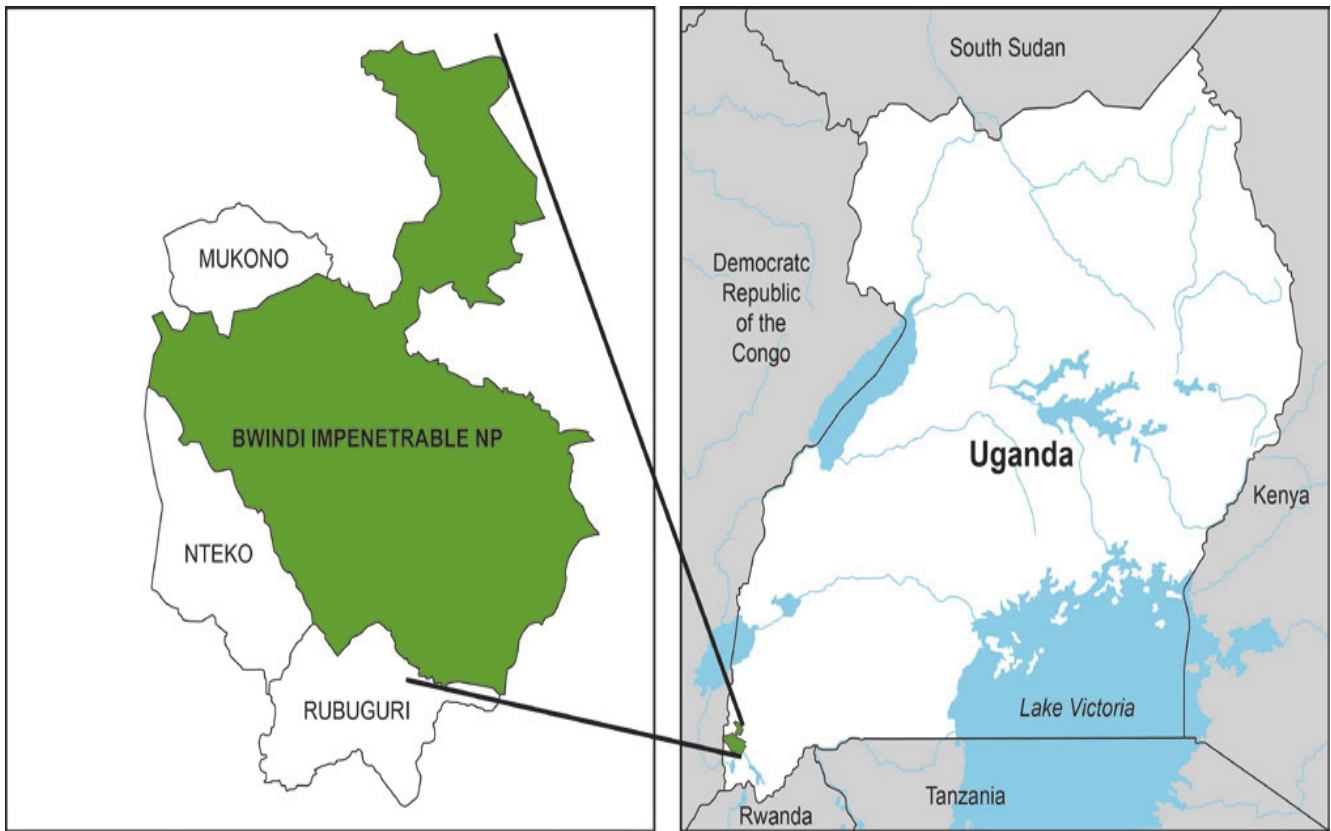 MUKONO
BWINDI IMPENETRABLE NP
NTEKO
RUBUGURI
South Sudan
Democratc
Republic
of the
Congo
Uganda
Kenya
Lake Victoria
Tanzania
Rwanda